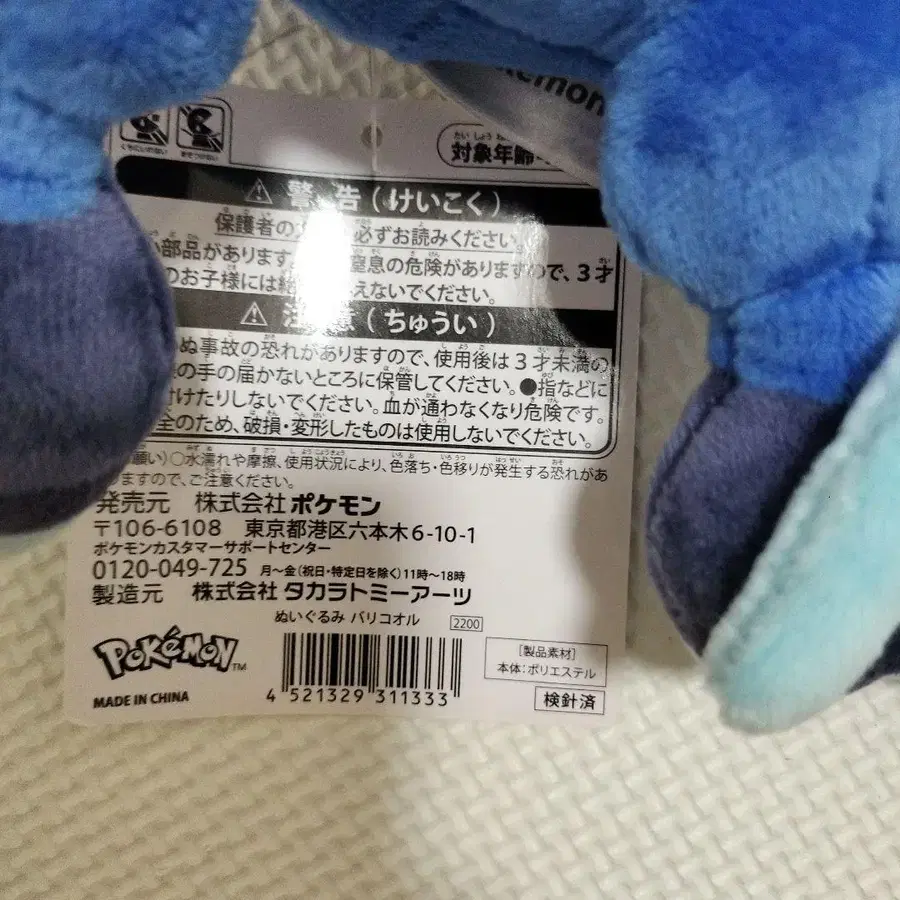 emon
くちにいれない
対象年齢
警告(けいこく)
保護者の 必ずお読みください。
小部品があります 窒息の危険がありますので、3才
のお子様には えないでください。
注意(ちゅうい)
ぬ事故の恐れがありますので、使用後は3才未満の
の手の届かないところに保管してください。●指などに
付けたりしないでください。血が通わなくなり危険です。
全のため、破損・変形したものは使用しないでください。
願い)○水濡れや摩擦、使用状況により、色落ち・色移りが発生する恐れがあ
りますので、ご注意ください。
発売元 株式会社ポケモン
〒106-6108 東京都港区六本木6-10-1
ポケモンカスタマーサポートセンター
0120-049-725 月~金(祝日・特定日を除く)11時~18時
製造元 株式会社タカラトミーアーツ
ぬいぐるみ バリコオル 2200
POKéMON TM
MADE IN CHINA
4 521329 311333
[製品素材]
本体:ポリエステル
検針済